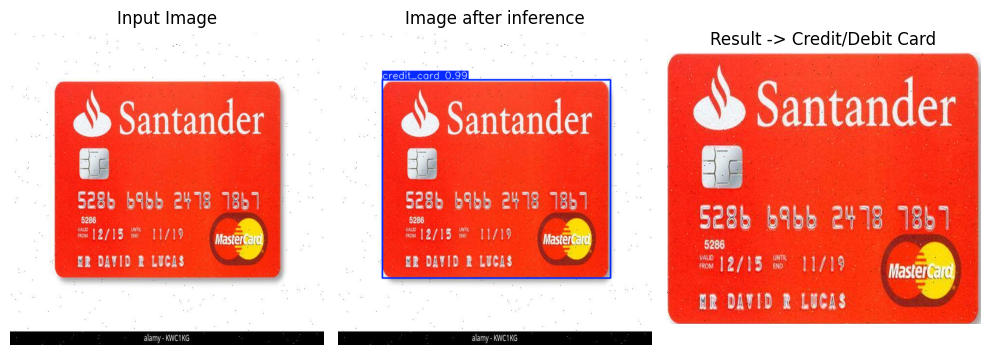 Input Image
Santander
5286 6966 2478 7867
5286
VALID FROM 12/15 UNTIL END 11/19
MasterCard
MR DAVID R LUCAS
alamy - KWC1KG
Image after inference
credit_card 0.99
Santander
5286 6966 2478 7867
5286
VALID FROM 12/15 UNTIL END 11/19
MasterCard
MR DAVID R LUCAS
alamy - KWC1KG
Result -> Credit/Debit Card
Santander
5286 6966 2478 7867
5286
VALID FROM 12/15 UNTIL END 11/19
MasterCard
MR DAVID R LUCAS